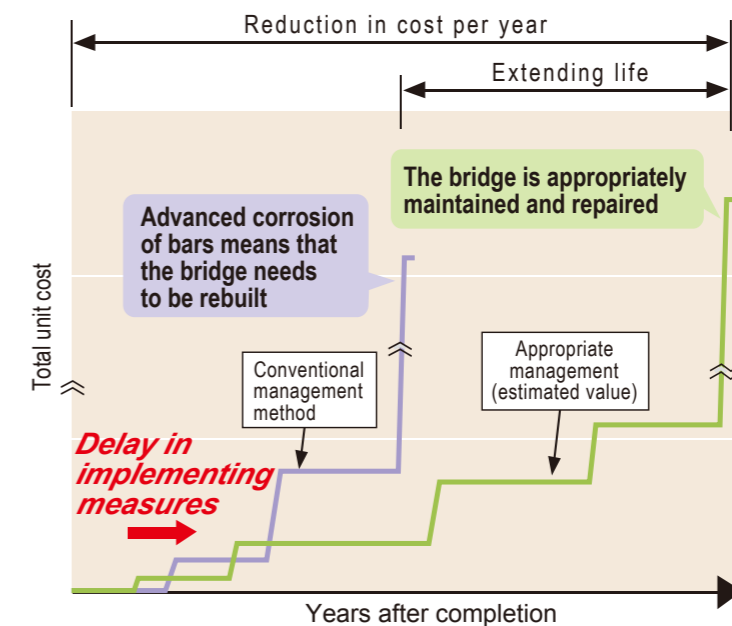 Reduction in cost per year
Extending life
The bridge is appropriately
maintained and repaired
Advanced corrosion
of bars means that
the bridge needs
to be rebuilt
Total unit cost
Conventional
management
method
Appropriate
management
(estimated value)
Delay in
implementing
measures
Years after completion